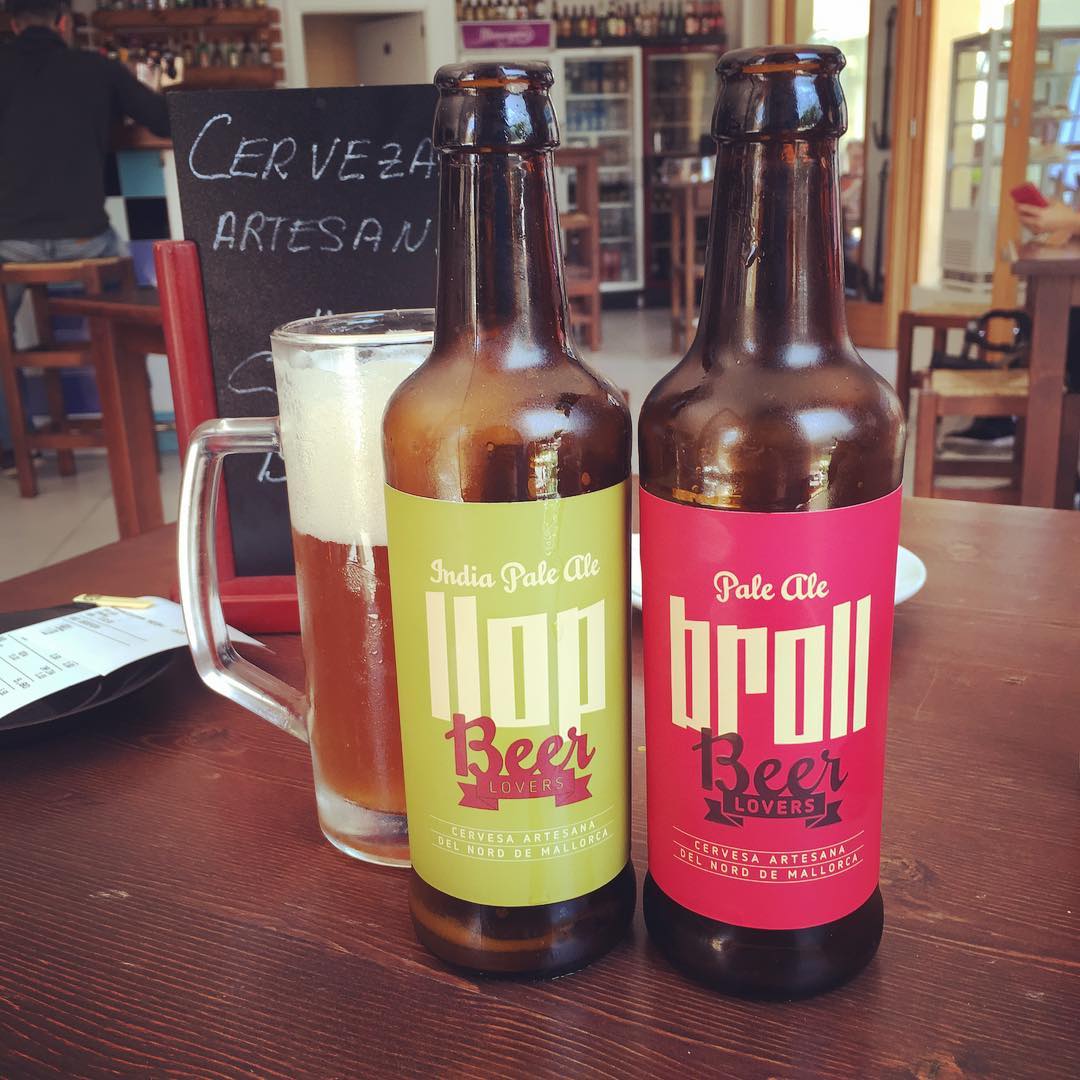 CERVEZA
ARTESAN
India Pale Ale
llop
Beer
LOVERS
CERVESA ARTESANA
DEL NORD DE MALLORCA
Pale Ale
broll
Beer
LOVERS
CERVESA ARTESANA
DEL NORD DE MALLORCA